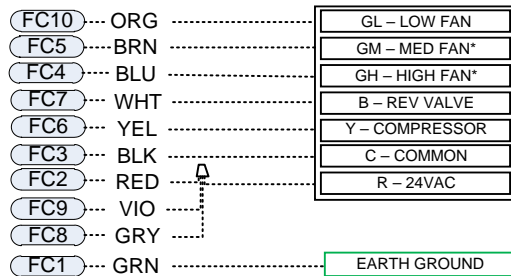 FC10 ORG GL – LOW FAN
FC5 BRN GM – MED FAN*
FC4 BLU GH – HIGH FAN*
FC7 WHT B – REV VALVE
FC6 YEL Y – COMPRESSOR
FC3 BLK C – COMMON
FC2 RED R – 24VAC
FC9 VIO
FC8 GRY
FC1 GRN EARTH GROUND